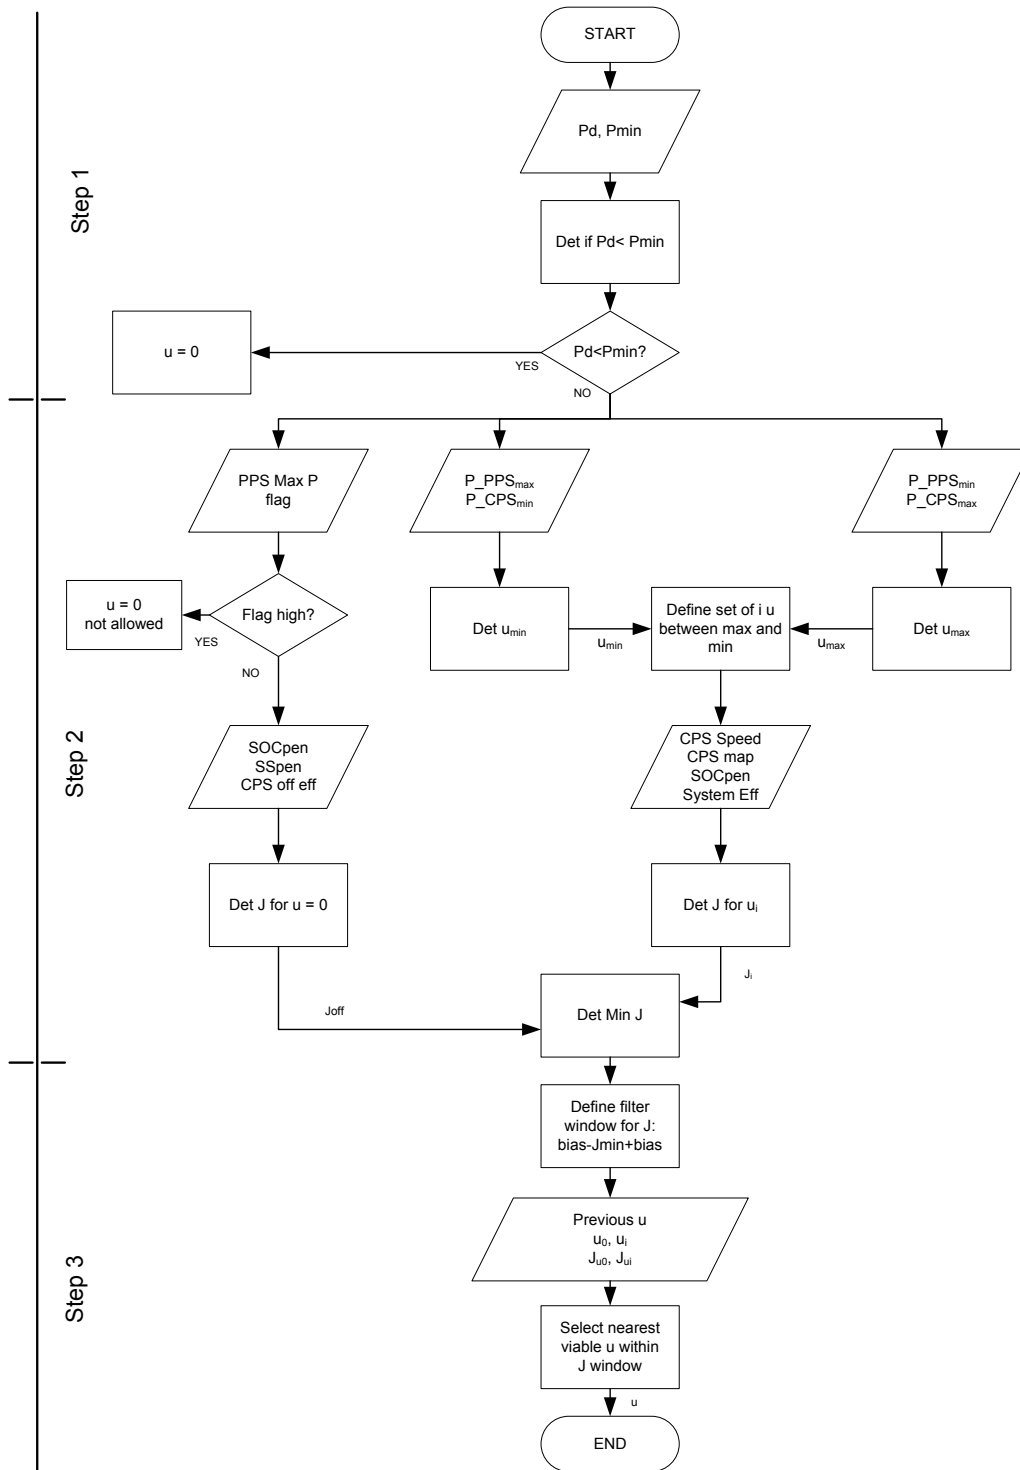 START
Pd, Pmin
Step 1
Det if Pd< Pmin
Pd<Pmin?
u = 0
YES
NO
PPS Max P
flag
P_PPSmax
P_CPSmin
P_PPSmin
P_CPSmax
Flag high?
u = 0
not allowed
YES
NO
Det umin
umin
Define set of i u
between max and
min
umax
Det umax
Step 2
SOCpen
SSpen
CPS off eff
CPS Speed
CPS map
SOCpen
System Eff
Det J for u = 0
Det J for ui
Joff
Ji
Det Min J
Step 3
Define filter
window for J:
bias-Jmin+bias
Previous u
u0, ui
Ju0, Jui
Select nearest
viable u within
J window
u
END